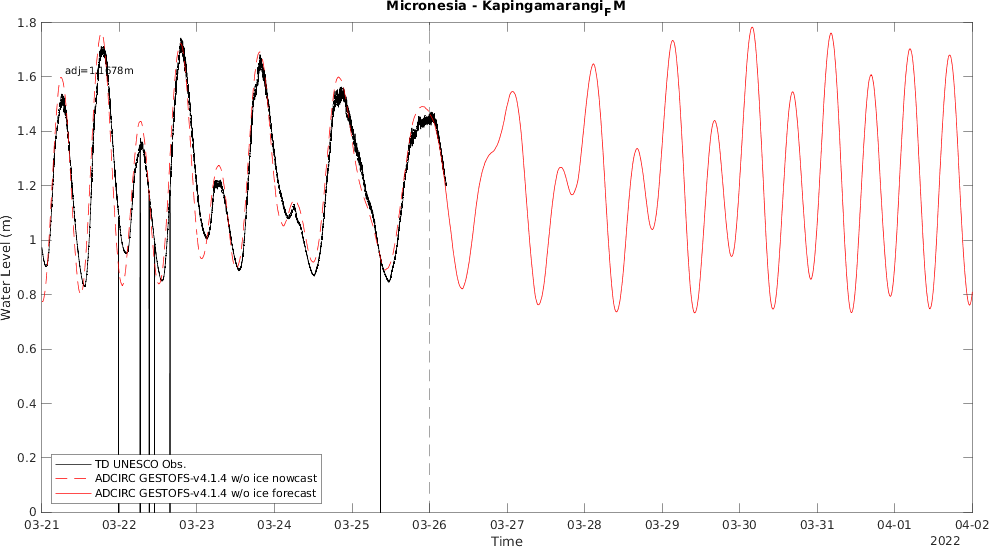 Micronesia - Kapingamarangi_FM
1.8
1.6
1.4
1.2
1
0.8
0.6
0.4
0.2
0
Water Level (m)
adj=1.1678m
TD UNESCO Obs.
ADCIRC GESTOFS-v4.1.4 w/o ice nowcast
ADCIRC GESTOFS-v4.1.4 w/o ice forecast
03-21 03-22 03-23 03-24 03-25 03-26 03-27 03-28 03-29 03-30 03-31 04-01 04-02
Time
2022